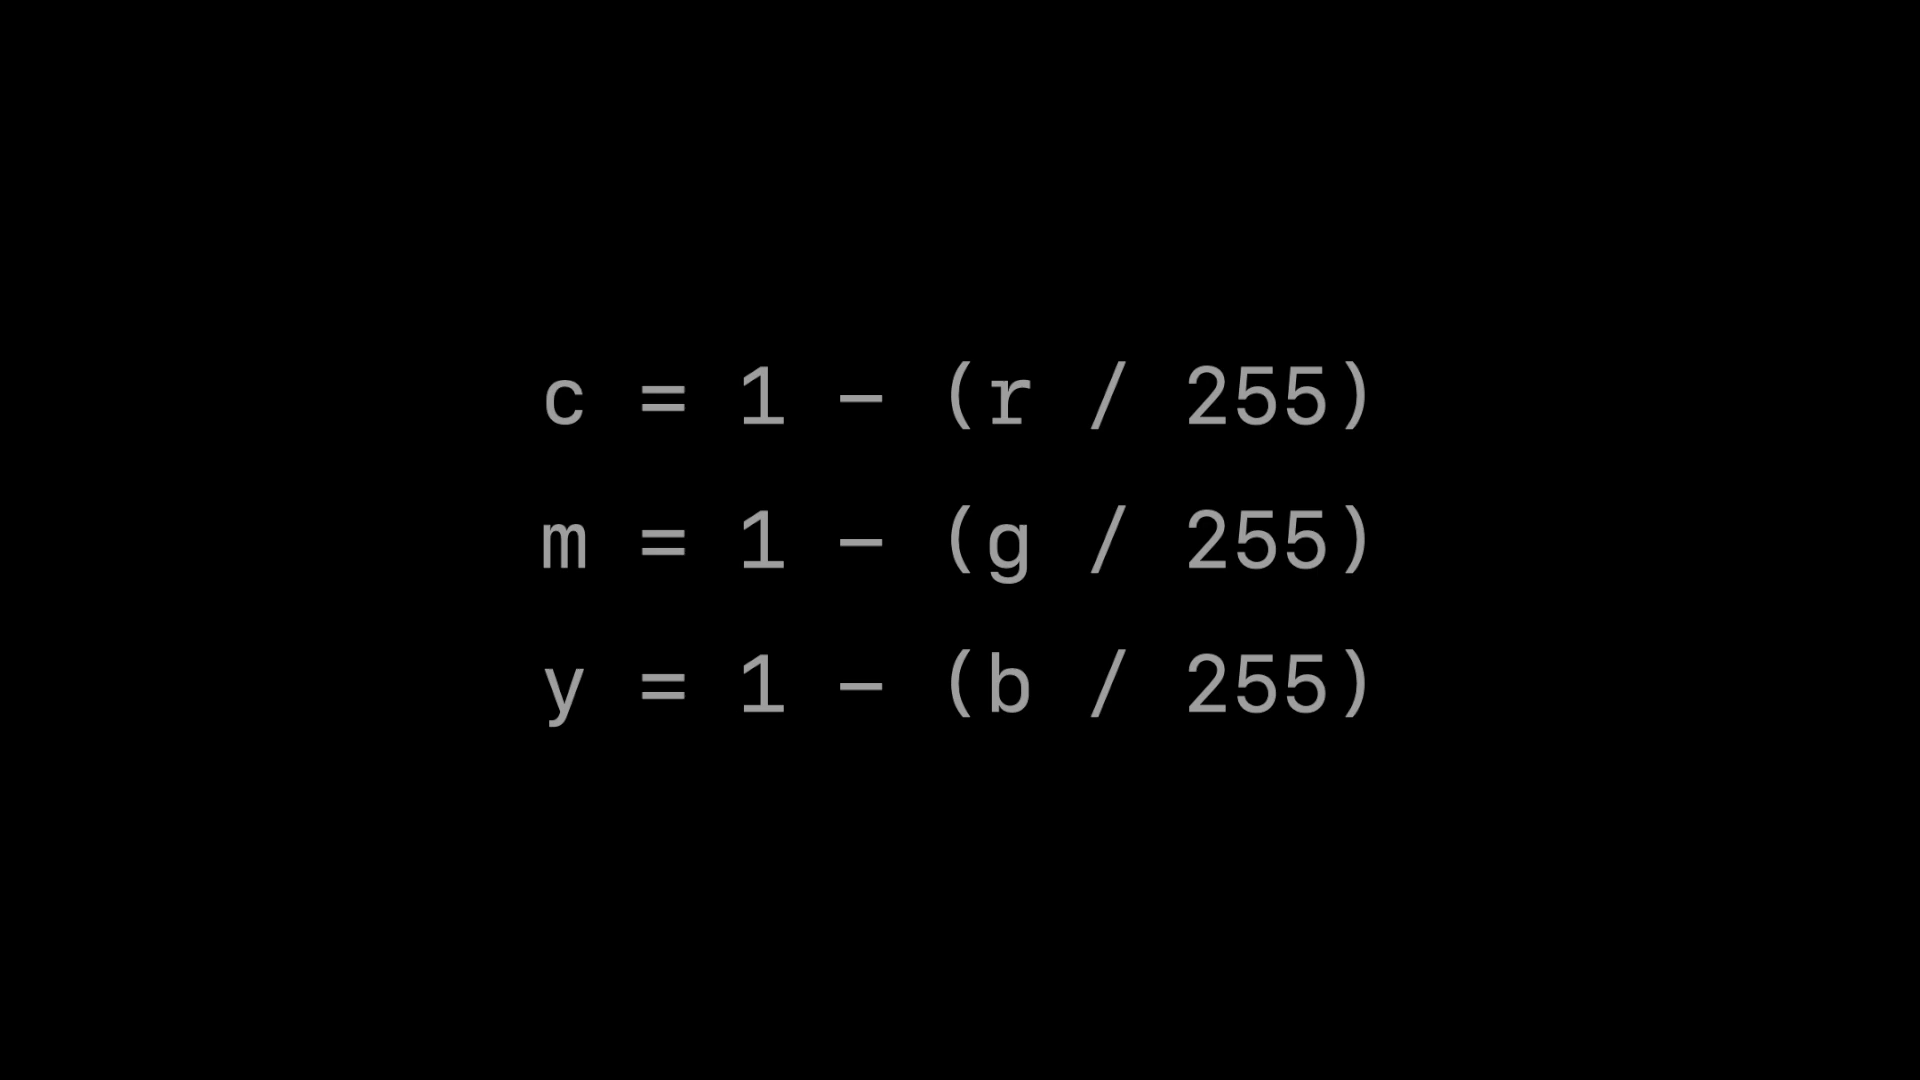 c = 1 − (r / 255)
m = 1 − (g / 255)
y = 1 − (b / 255)